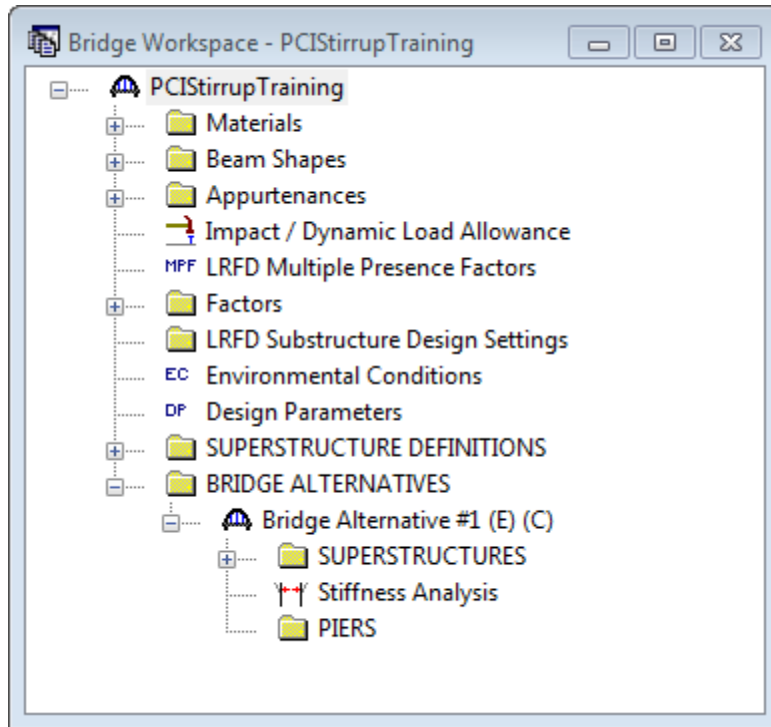 Bridge Workspace - PCIStirrupTraining
PCIStirrupTraining
Materials
Beam Shapes
Appurtenances
Impact / Dynamic Load Allowance
MPF LRFD Multiple Presence Factors
Factors
LRFD Substructure Design Settings
EC Environmental Conditions
DP Design Parameters
SUPERSTRUCTURE DEFINITIONS
BRIDGE ALTERNATIVES
Bridge Alternative #1 (E) (C)
SUPERSTRUCTURES
Stiffness Analysis
PIERS